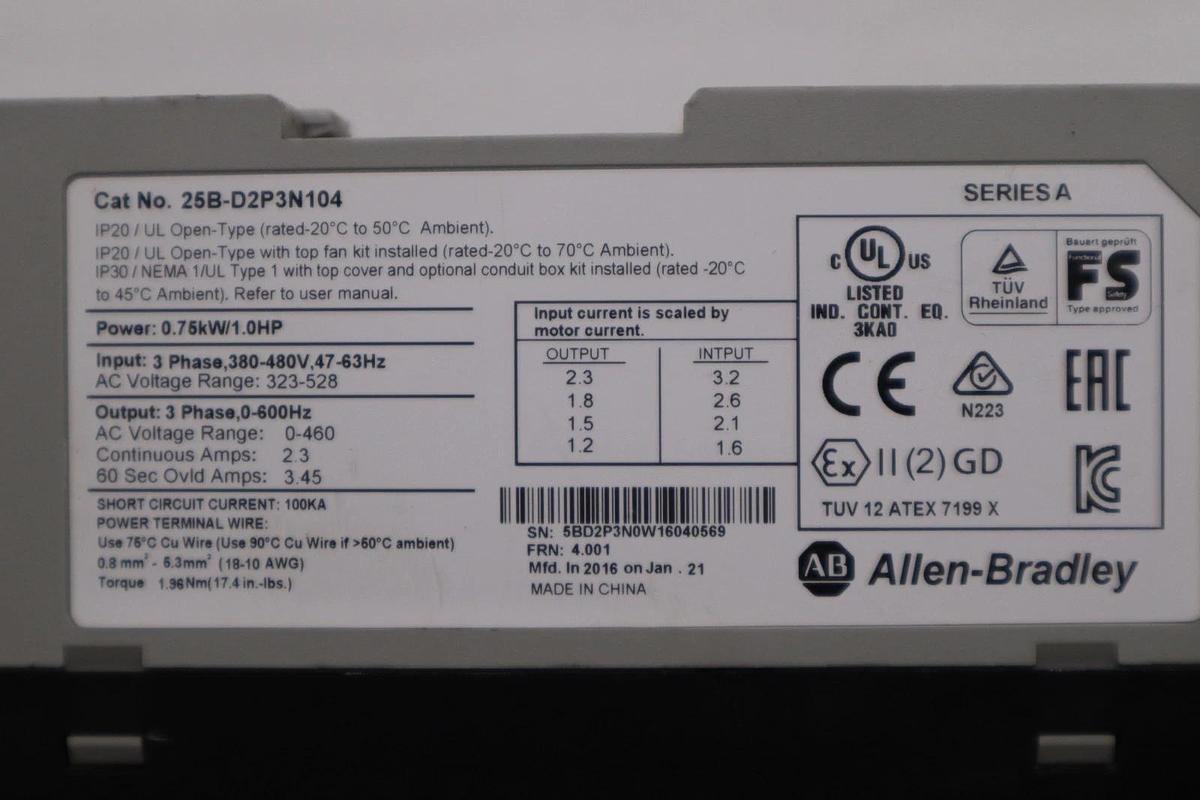 Cat No. 25B-D2P3N104
SERIES A
IP20 / UL Open-Type (rated-20°C to 50°C Ambient).
IP20 / UL Open-Type with top fan kit installed (rated-20°C to 70°C Ambient).
IP30 / NEMA 1/UL Type 1 with top cover and optional conduit box kit installed (rated -20°C
to 45°C Ambient). Refer to user manual.
Power: 0.75kW/1.0HP
Input: 3 Phase,380-480V,47-63Hz
AC Voltage Range: 323-528
Output: 3 Phase,0-600Hz
AC Voltage Range: 0-460
Continuous Amps: 2.3
60 Sec Ovld Amps: 3.45
SHORT CIRCUIT CURRENT: 100KA
POWER TERMINAL WIRE:
Use 75°C Cu Wire (Use 90°C Cu Wire if >60°C ambient)
0.8 mm² - 5.3mm² (18-10 AWG)
Torque 1.96Nm(17.4 in.-lbs.)
Input current is scaled by
motor current.
OUTPUT INTPUT
2.3 3.2
1.8 2.6
1.5 2.1
1.2 1.6
SN: 5BD2P3N0W16040569
FRN: 4.001
Mfd. In 2016 on Jan . 21
MADE IN CHINA
C UL US
LISTED
IND. CONT. EQ.
3KA0
TÜV
Rheinland
Bauart geprüft
Functional
FS
Safety
Type approved
CE
N223
EAC
Ex II (2) GD
KC
TUV 12 ATEX 7199 X
AB Allen-Bradley